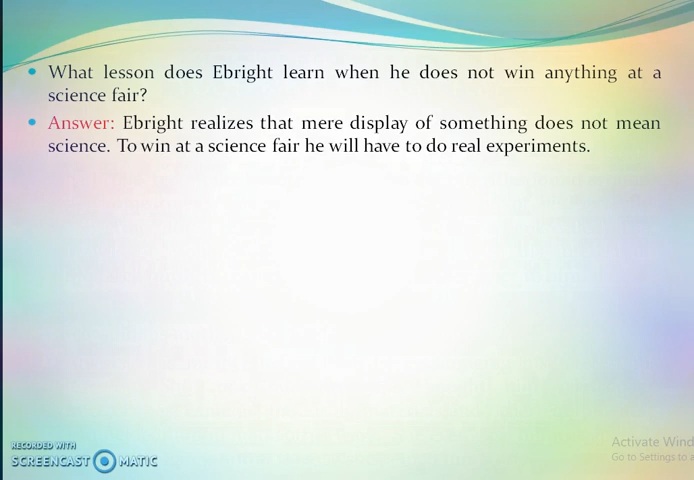 What lesson does Ebright learn when he does not win anything at a
science fair?
Answer: Ebright realizes that mere display of something does not mean
science. To win at a science fair he will have to do real experiments.
RECORDED WITH
SCREENCAST MATIC
Activate Wind
Go to Settings to a